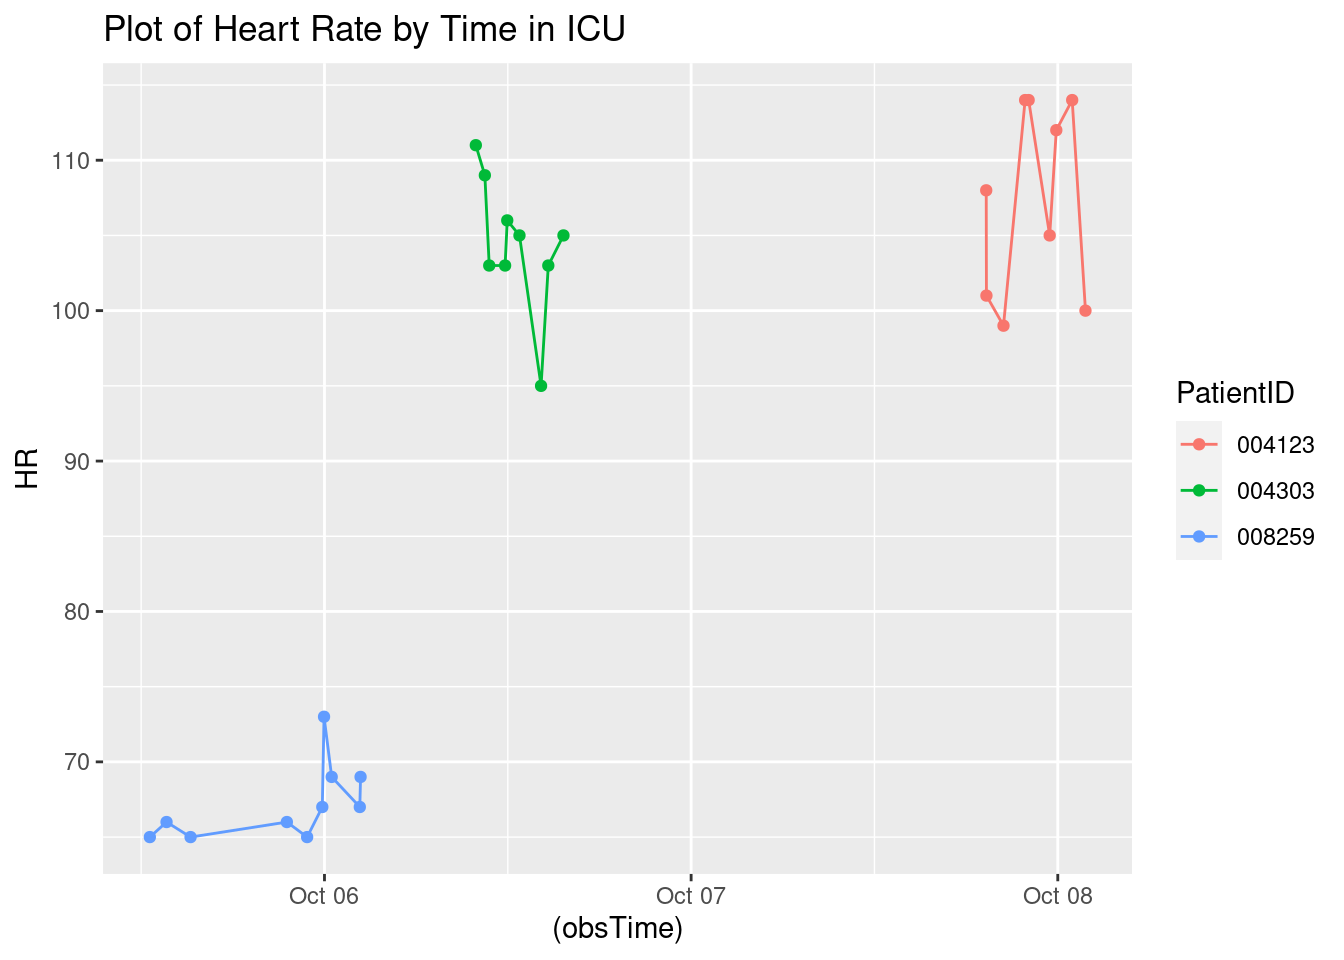 Plot of Heart Rate by Time in ICU
110
100
90
80
70
HR
Oct 06
Oct 07
Oct 08
(obsTime)
PatientID
004123
004303
008259